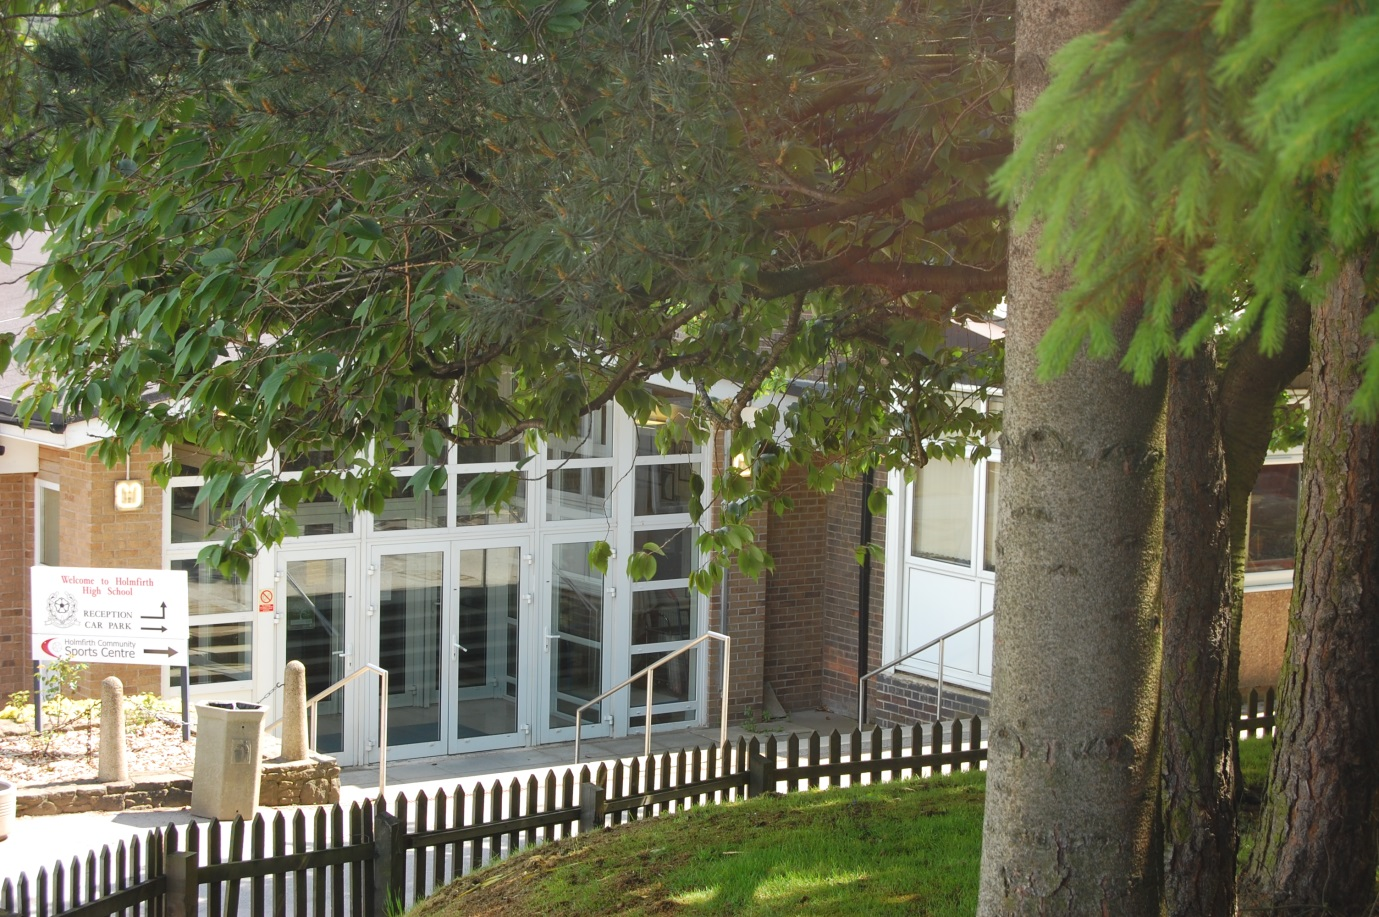 Welcome to Holmfirth
High School
RECEPTION
CAR PARK
Holmfirth Community
Sports Centre